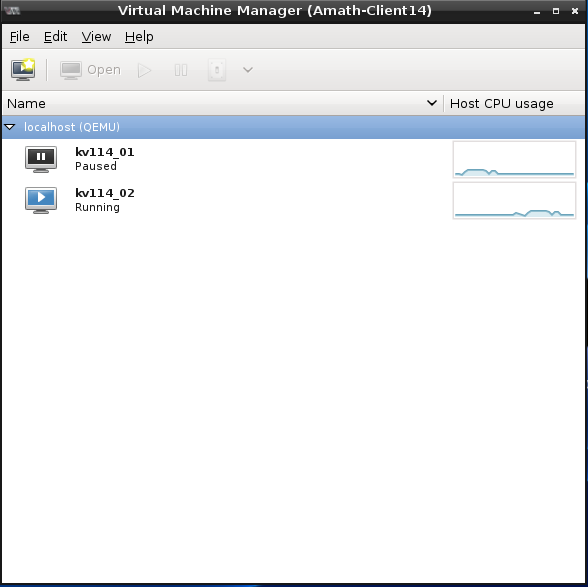 Virtual Machine Manager (Amath-Client14)
File Edit View Help
Open
Name Host CPU usage
localhost (QEMU)
kv114_01
Paused
kv114_02
Running